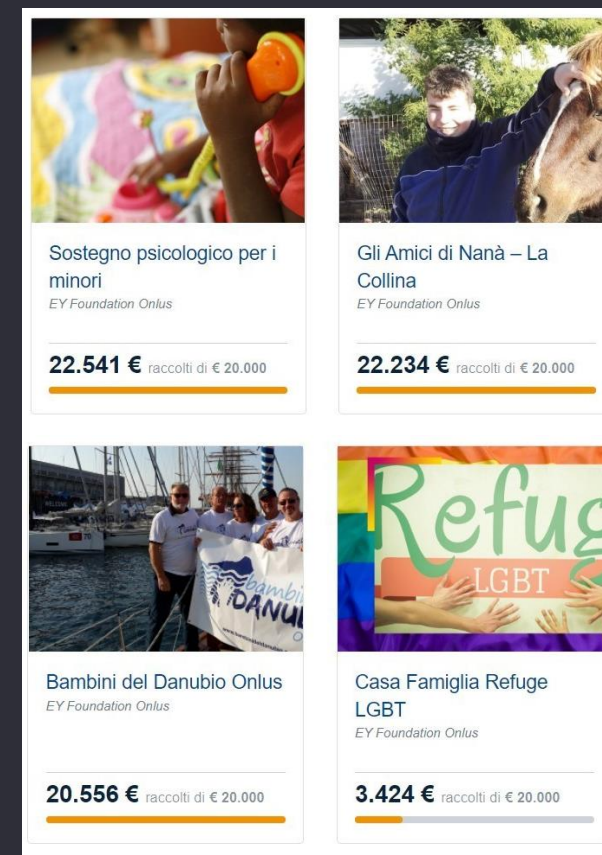 Sostegno psicologico per i
minori
EY Foundation Onlus
22.541 € raccolti di € 20.000
Gli Amici di Nanà – La
Collina
EY Foundation Onlus
22.234 € raccolti di € 20.000
bambi
DANU
Bambini del Danubio Onlus
EY Foundation Onlus
20.556 € raccolti di € 20.000
Refug
LGBT
Casa Famiglia Refuge
LGBT
EY Foundation Onlus
3.424 € raccolti di € 20.000